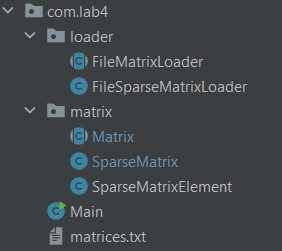 com.lab4
loader
FileMatrixLoader
FileSparseMatrixLoader
matrix
Matrix
SparseMatrix
SparseMatrixElement
Main
matrices.txt